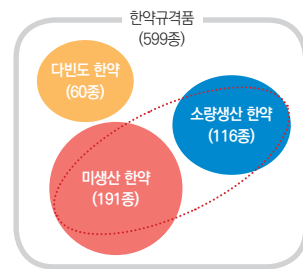 한약규격품
(599종)
다빈도 한약
(60종)
소량생산 한약
(116종)
미생산 한약
(191종)